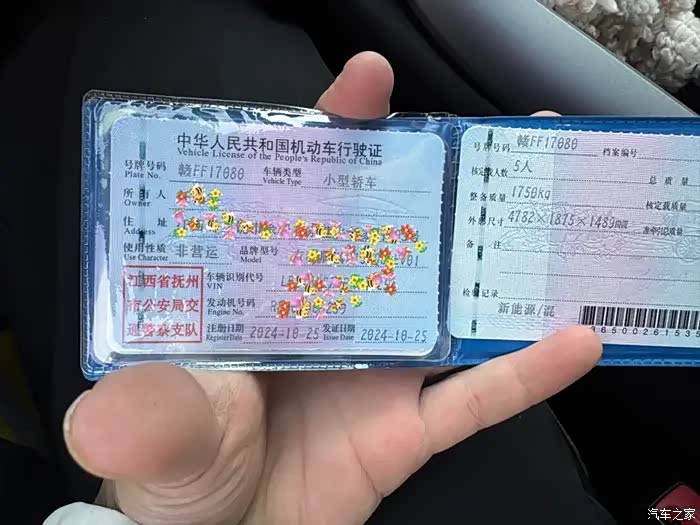 中华人民共和国机动车行驶证
Vehicle License of the People's Republic of China
号牌号码 赣FF17080 车辆类型 小型轿车
Plate No. Vehicle Type
所有人
Owner
住址
Address
使用性质 非营运 品牌型号
Use Character Model
车辆识别代号
VIN
发动机号码
Engine No.
江西省抚州
市公安局交
通警察支队
注册日期 2024-10-25 发证日期 2024-10-25
Register Date Issue Date
号牌号码 赣FF17080 档案编号
核定载人数 5人 总质量
整备质量 1750kg 核定载质量
外廓尺寸 4782×1875×1489mm 准牵引总质量
备注
检验记录
新能源/混
汽车之家